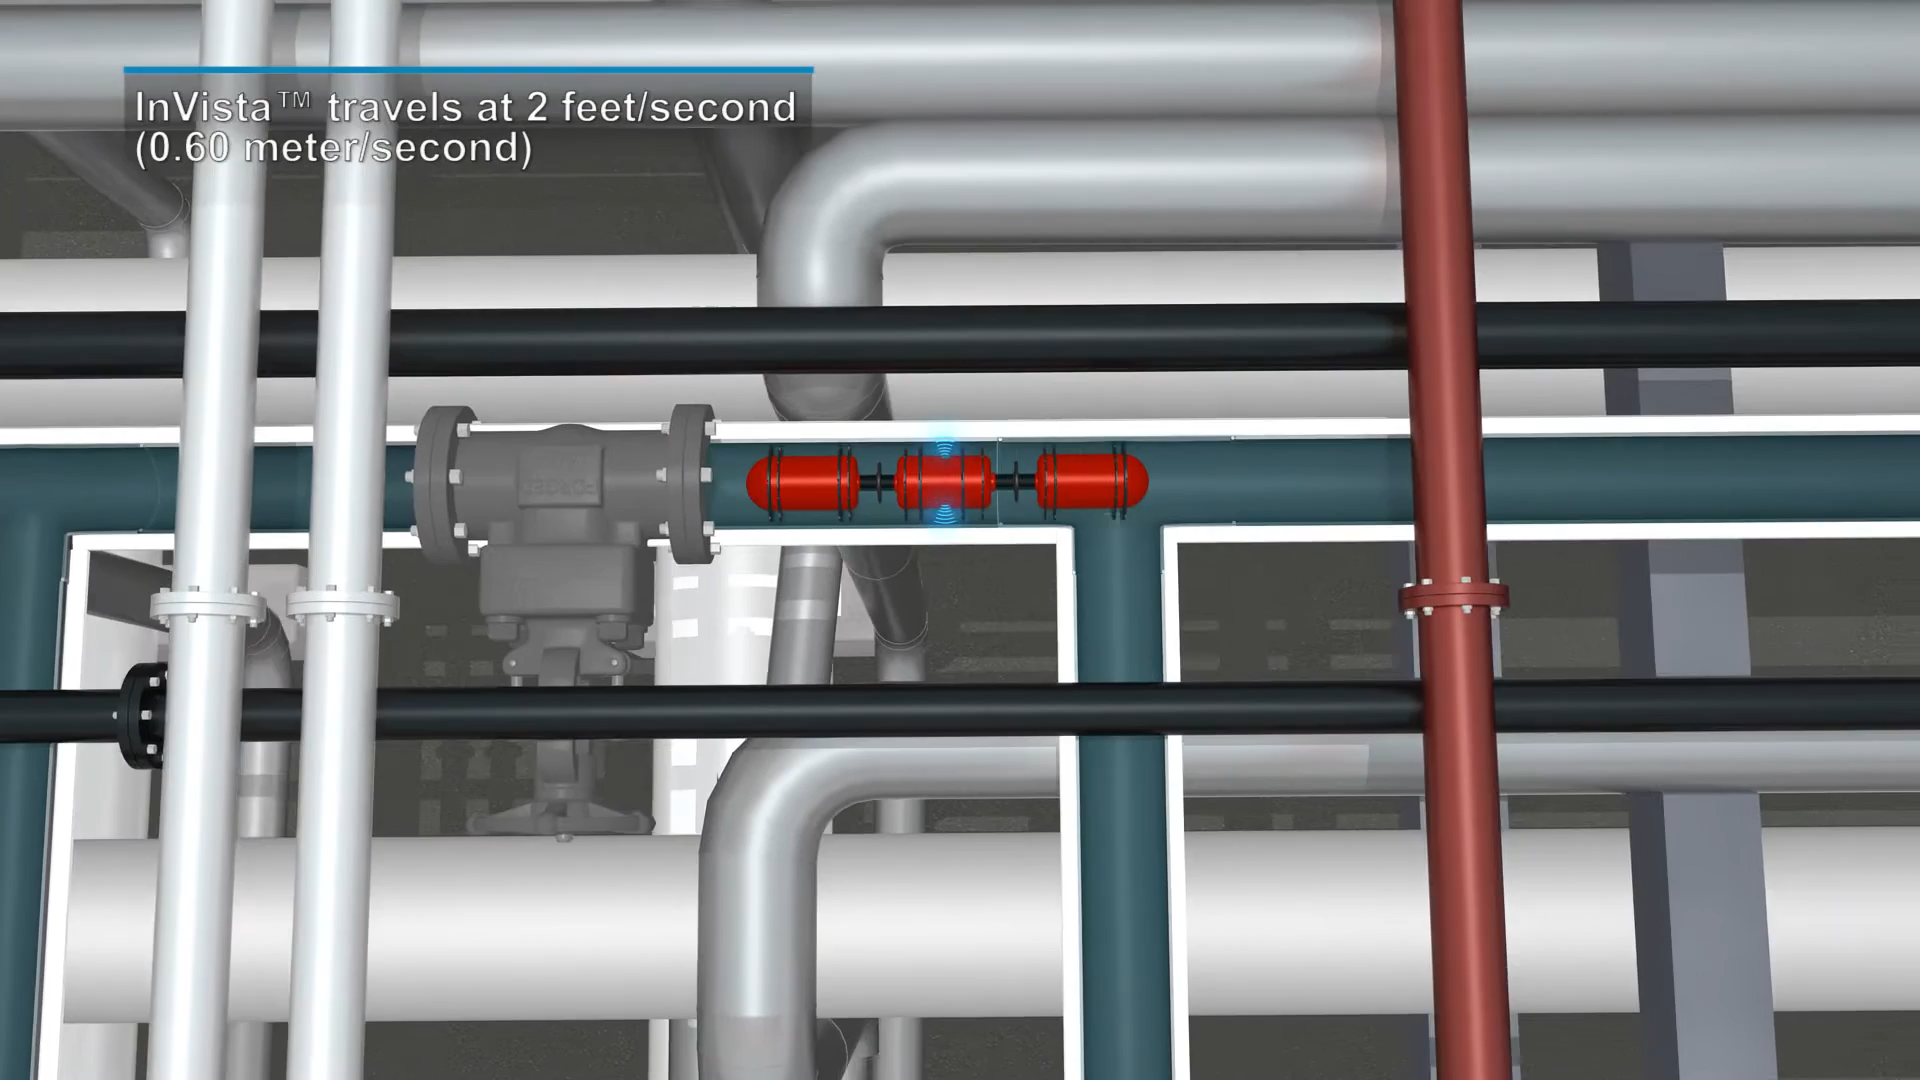 InVista™ travels at 2 feet/second
(0.60 meter/second)